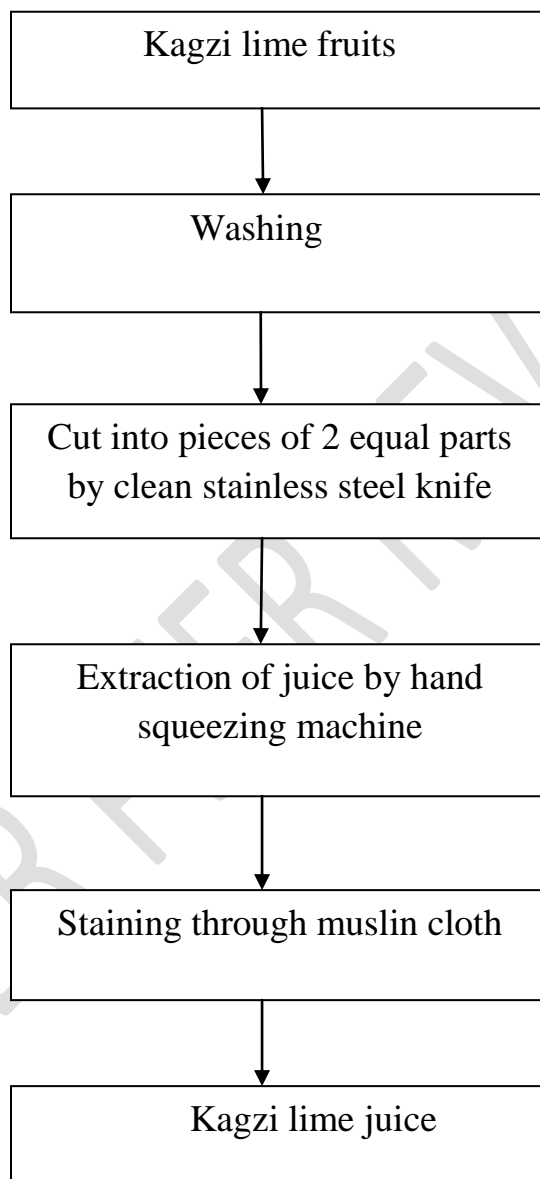 Kagzi lime fruits
Washing
Cut into pieces of 2 equal parts
by clean stainless steel knife
Extraction of juice by hand
squeezing machine
Staining through muslin cloth
Kagzi lime juice